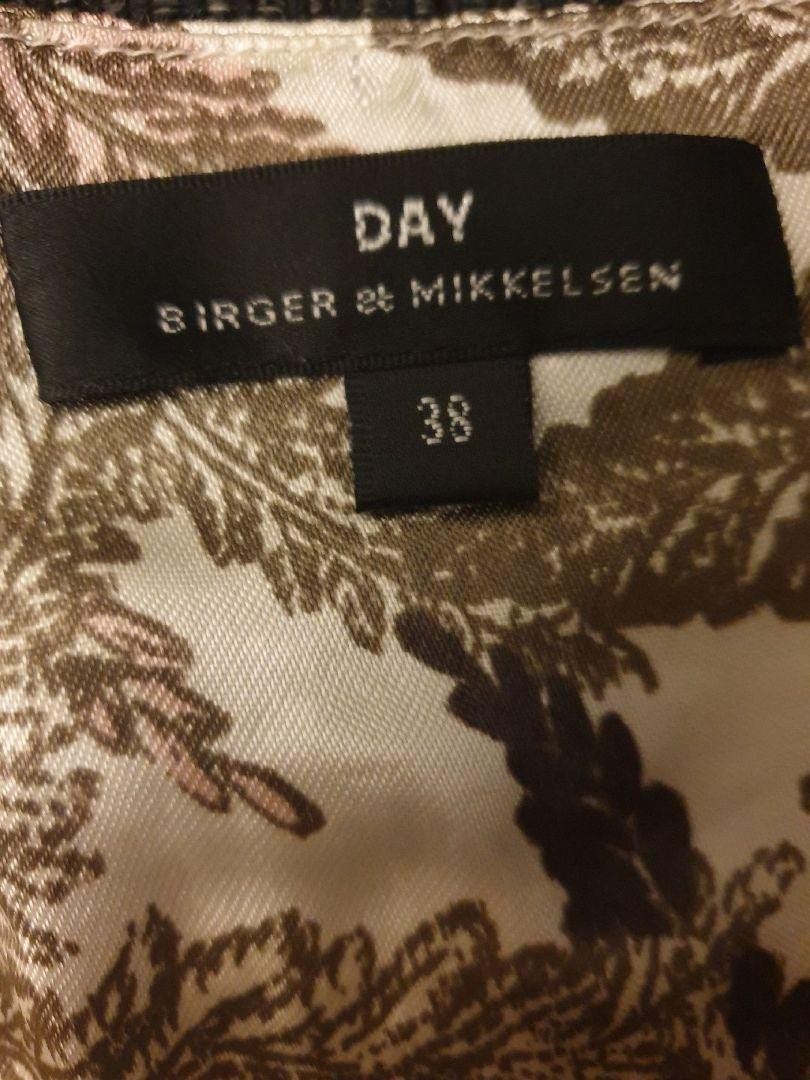 DAY
BIRGER et MIKKELSEN
38